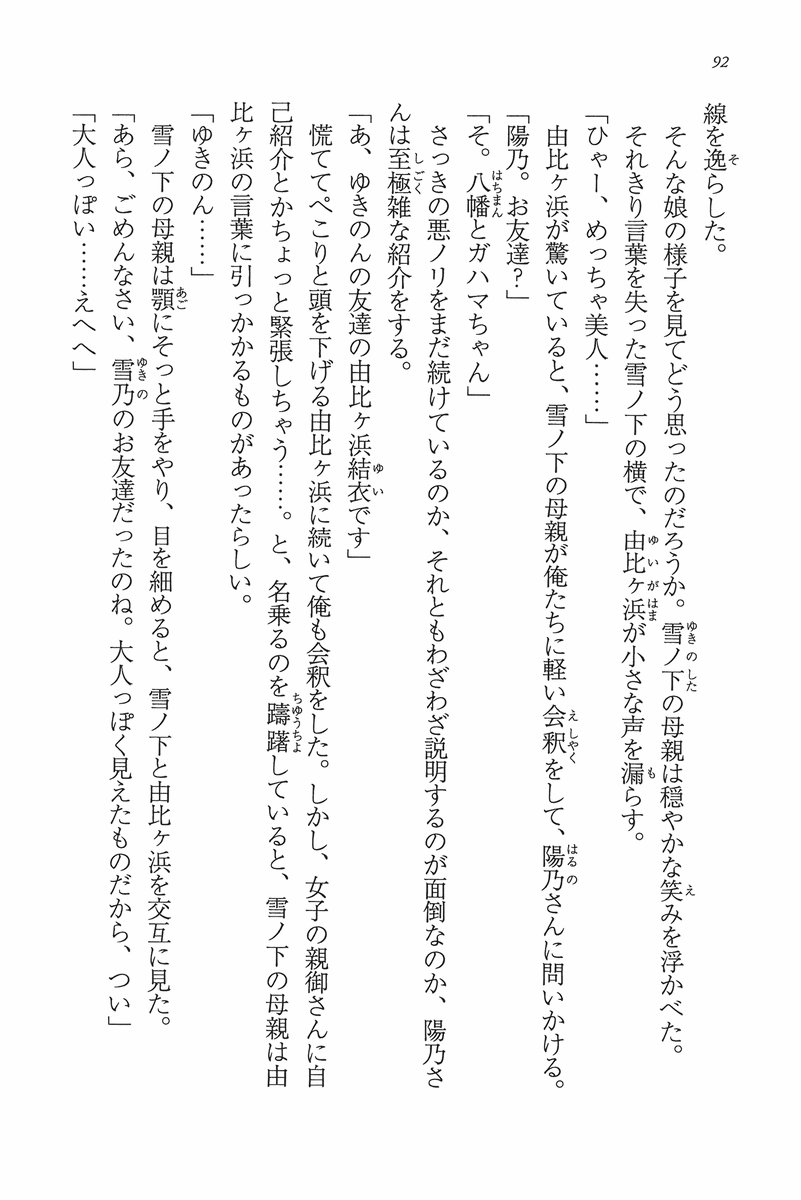 92
線を逸らした。
そんな娘の様子を見てどう思ったのだろうか。雪ノ下の母親は穏やかな笑みを浮かべた。
それきり言葉を失った雪ノ下の横で、由比ヶ浜が小さな声を漏らす。
「ひゃー、めっちゃ美人……」
由比ヶ浜が驚いていると、雪ノ下の母親が俺たちに軽い会釈をして、陽乃さんに問いかける。
「陽乃。お友達？」
「そ。八幡とガハマちゃん」
さっきの悪ノリをまだ続けているのか、それともわざわざ説明するのが面倒なのか、陽乃さ
んは至極雑な紹介をする。
「あ、ゆきのんの友達の由比ヶ浜結衣です」
慌ててぺこりと頭を下げる由比ヶ浜に続いて俺も会釈をした。しかし、女子の親御さんに自
己紹介とかちょっと緊張しちゃう……。と、名乗るのを躊躇していると、雪ノ下の母親は由
比ヶ浜の言葉に引っかかるものがあったらしい。
「ゆきのん……」
雪ノ下の母親は顎にそっと手をやり、目を細めると、雪ノ下と由比ヶ浜を交互に見た。
「あら、ごめんなさい、雪乃のお友達だったのね。大人っぽく見えたものだから、つい」
「大人っぽい……えへへ」